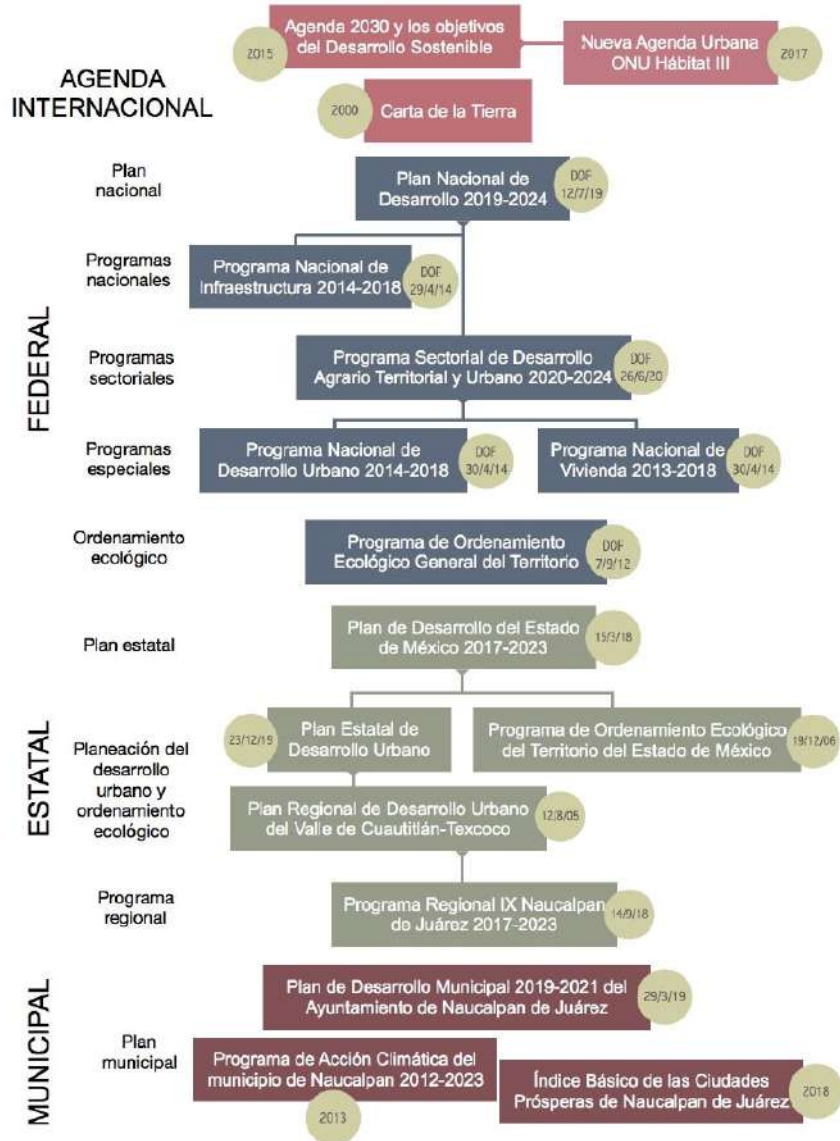 Agenda 2030 y los objetivos
del Desarrollo Sostenible
2015
Nueva Agenda Urbana
ONU Hábitat III
2017
AGENDA
INTERNACIONAL
2000
Carta de la Tierra
Plan
nacional
Plan Nacional de
Desarrollo 2019-2024
DOF
12/7/19
FEDERAL
Programas
nacionales
Programa Nacional de
Infraestructura 2014-2018
DOF
29/4/14
Programas
sectoriales
Programa Sectorial de Desarrollo
Agrario Territorial y Urbano 2020-2024
DOF
26/6/20
Programas
especiales
Programa Nacional de
Desarrollo Urbano 2014-2018
DOF
30/4/14
Programa Nacional de
Vivienda 2013-2018
DOF
30/4/14
Ordenamiento
ecológico
Programa de Ordenamiento
Ecológico General del Territorio
DOF
7/9/12
ESTATAL
Plan estatal
Plan de Desarrollo del Estado
de México 2017-2023
15/3/18
Planeación del
desarrollo
urbano y
ordenamiento
ecológico
23/12/19
Plan Estatal de
Desarrollo Urbano
Programa de Ordenamiento Ecológico
del Territorio del Estado de México
19/12/06
Plan Regional de Desarrollo Urbano
del Valle de Cuautitlán-Texcoco
12/8/05
Programa
regional
Programa Regional IX Naucalpan
de Juárez 2017-2023
14/9/18
MUNICIPAL
Plan
municipal
Plan de Desarrollo Municipal 2019-2021 del
Ayuntamiento de Naucalpan de Juárez
29/3/19
Programa de Acción Climática del
municipio de Naucalpan 2012-2023
2013
Índice Básico de las Ciudades
Prósperas de Naucalpan de Juárez
2018